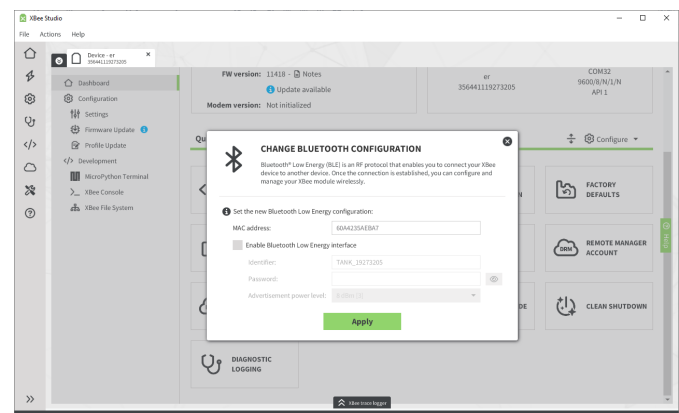 XBee Studio
File Actions Help
Device - er
356441119273205
Dashboard
Configuration
Settings
Firmware Update
Profile Update
Development
MicroPython Terminal
XBee Console
XBee File System
FW version: 11418 - Notes
Update available
Modem version: Not initialized
er
356441119273205
COM32
9600/8/N/1/N
API 1
Qu
Configure
CHANGE BLUETOOTH CONFIGURATION
Bluetooth® Low Energy (BLE) is an RF protocol that enables you to connect your XBee
device to another device. Once the connection is established, you can configure and
manage your XBee module wirelessly.
Set the new Bluetooth Low Energy configuration:
MAC address: 60A4235AEBA7
Enable Bluetooth Low Energy interface
Identifier: TANK_19273205
Password:
Advertisement power level:
Apply
N
FACTORY
DEFAULTS
DRM
REMOTE MANAGER
ACCOUNT
DE
CLEAN SHUTDOWN
DIAGNOSTIC
LOGGING
Help
XBee trace logger